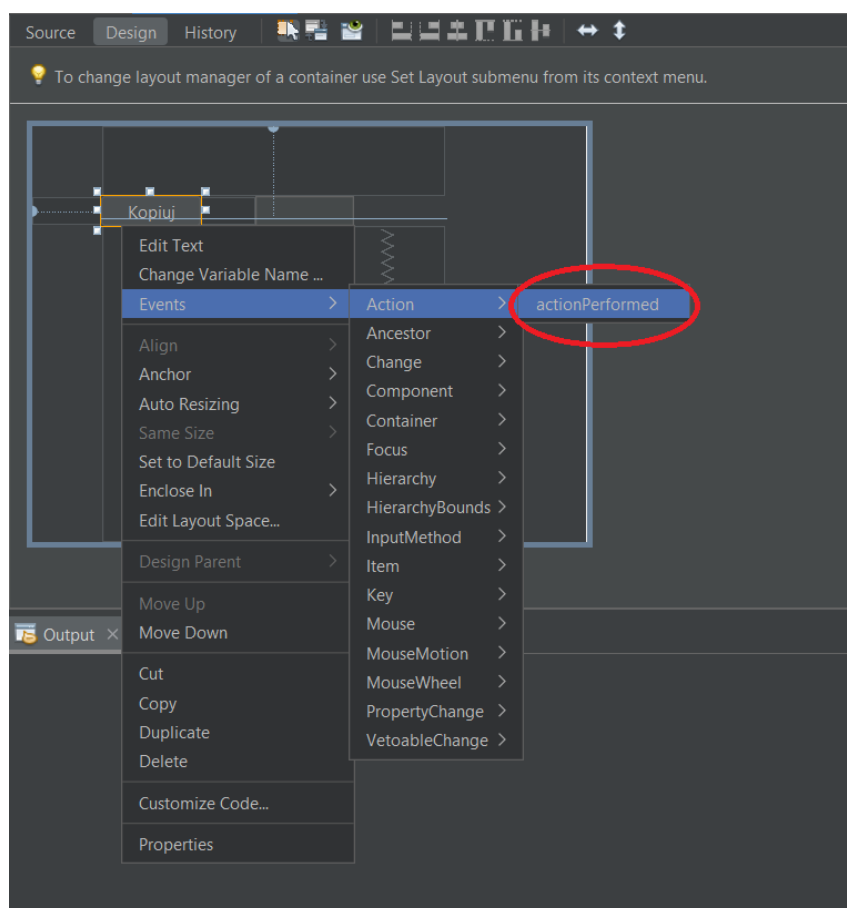 Source Design History
To change layout manager of a container use Set Layout submenu from its context menu.
Kopiuj
Edit Text
Change Variable Name ...
Events
Align
Anchor
Auto Resizing
Same Size
Set to Default Size
Enclose In
Edit Layout Space...
Design Parent
Move Up
Move Down
Cut
Copy
Duplicate
Delete
Customize Code...
Properties
Action
Ancestor
Change
Component
Container
Focus
Hierarchy
HierarchyBounds
InputMethod
Item
Key
Mouse
MouseMotion
MouseWheel
PropertyChange
VetoableChange
actionPerformed
Output